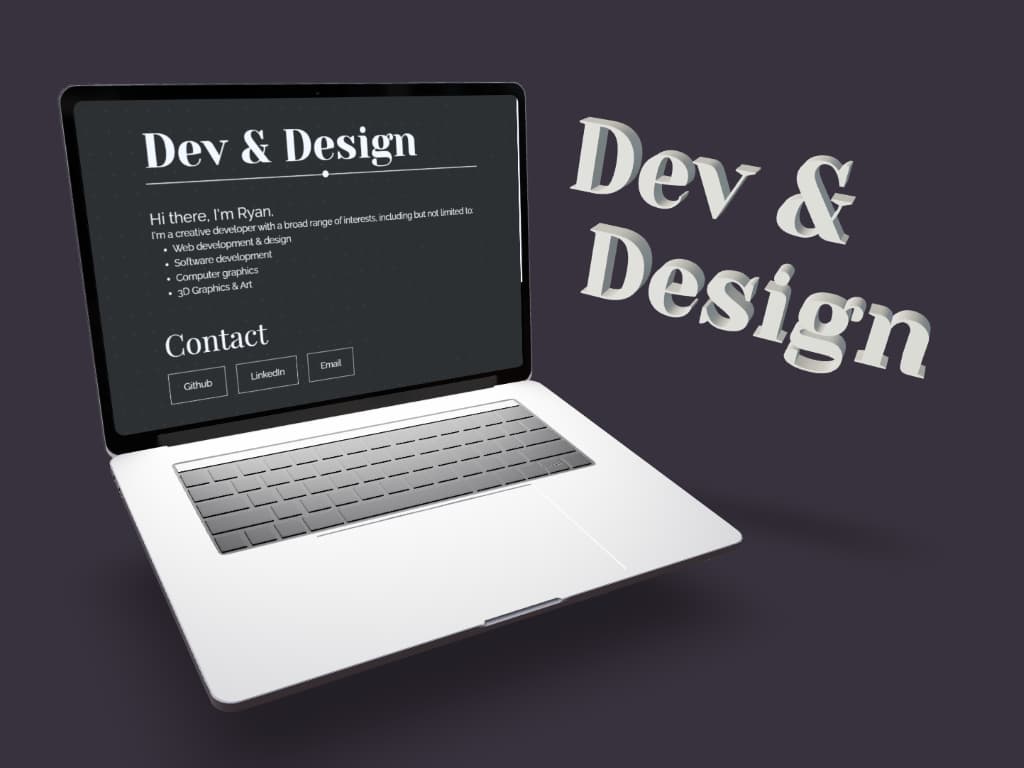 Dev & Design
Hi there, I'm Ryan.
I'm a creative developer with a broad range of interests, including but not limited to:
• Web development & design
• Software development
• Computer graphics
• 3D Graphics & Art
Contact
Github
LinkedIn
Email
Dev &
Design